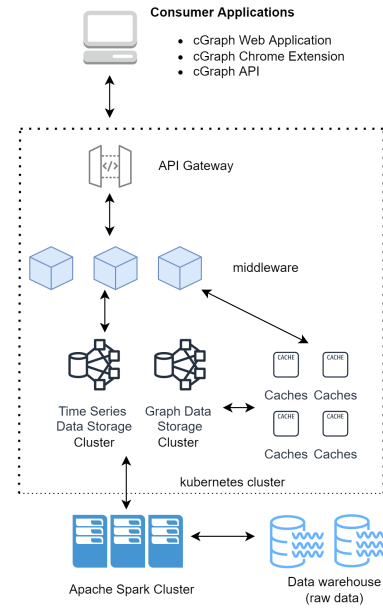 Consumer Applications
cGraph Web Application
cGraph Chrome Extension
cGraph API
</>
API Gateway
middleware
CACHE
CACHE
Time Series
Data Storage
Cluster
Graph Data
Storage
Cluster
Caches
Caches
CACHE
CACHE
Caches
Caches
kubernetes cluster
Apache Spark Cluster
Data warehouse
(raw data)